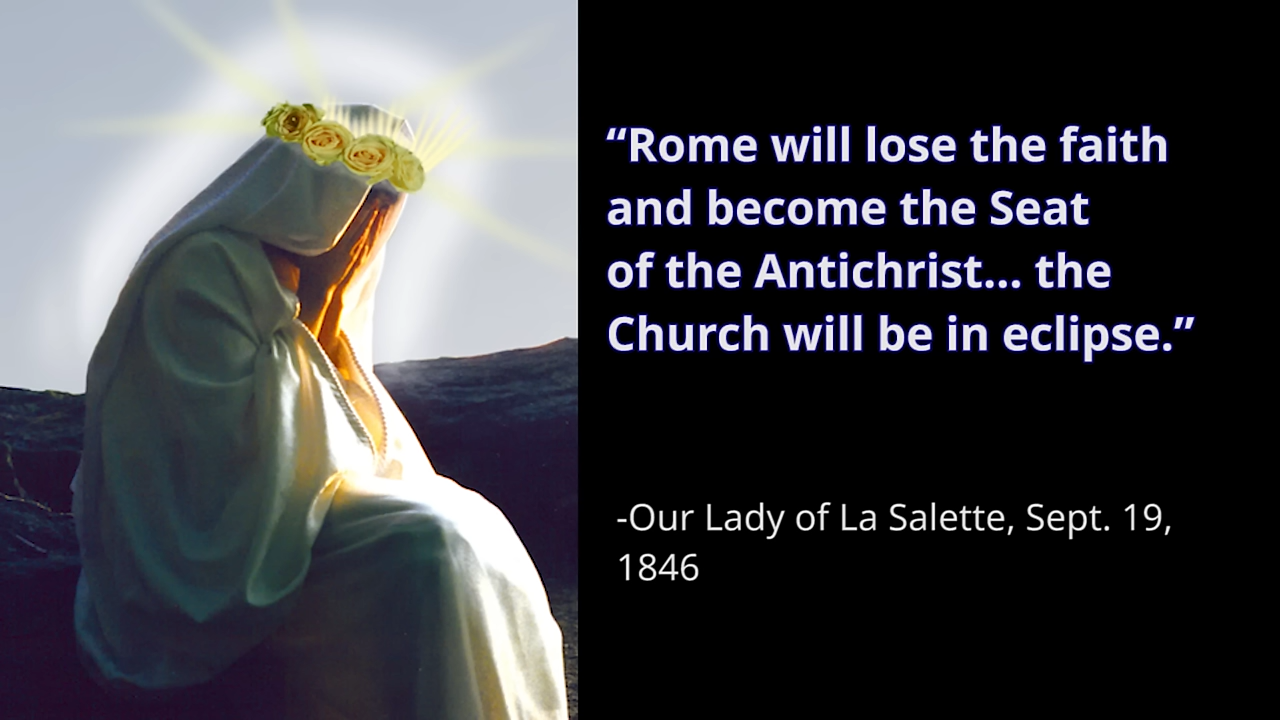 “Rome will lose the faith
and become the Seat
of the Antichrist... the
Church will be in eclipse.”
-Our Lady of La Salette, Sept. 19,
1846